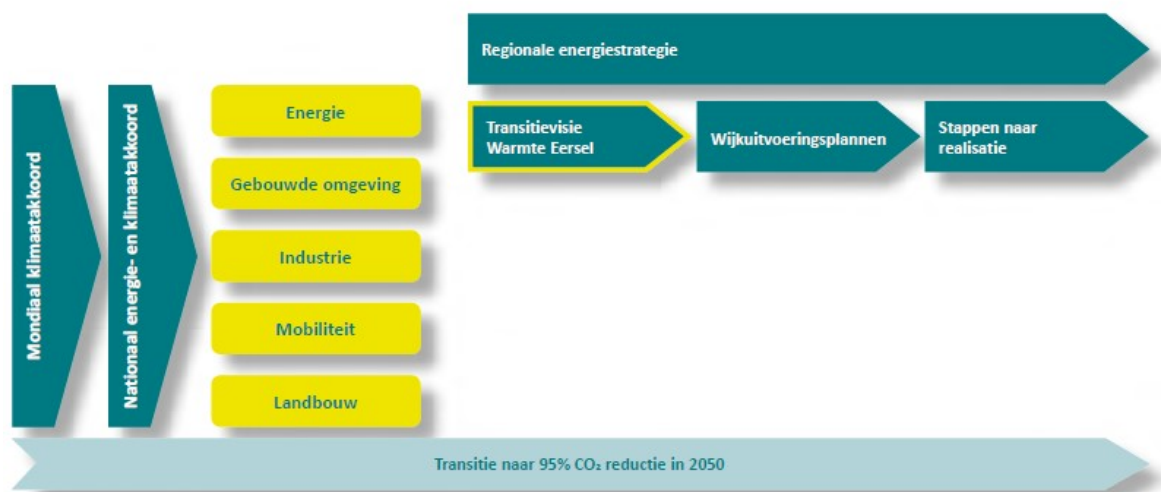 Mondiaal klimaatakkoord
Nationaal energie- en klimaatakkoord
Energie
Gebouwde omgeving
Industrie
Mobiliteit
Landbouw
Regionale energiestrategie
Transitievisie
Warmte Eersel
Wijkuitvoeringsplannen
Stappen naar
realisatie
Transitie naar 95% CO₂ reductie in 2050